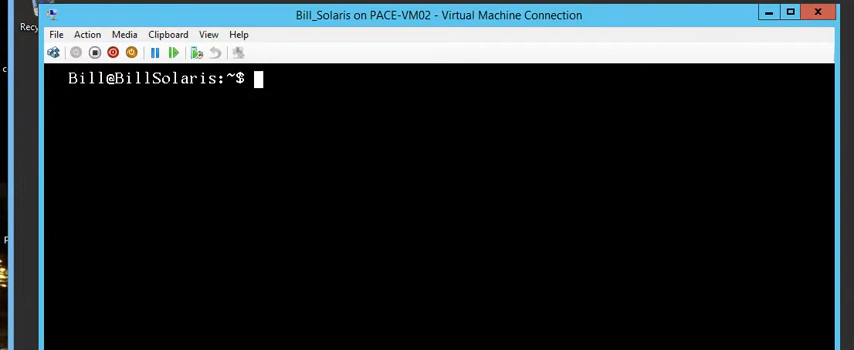 Bill_Solaris on PACE-VM02 - Virtual Machine Connection
Recy
File Action Media Clipboard View Help
Bill@BillSolaris:~$